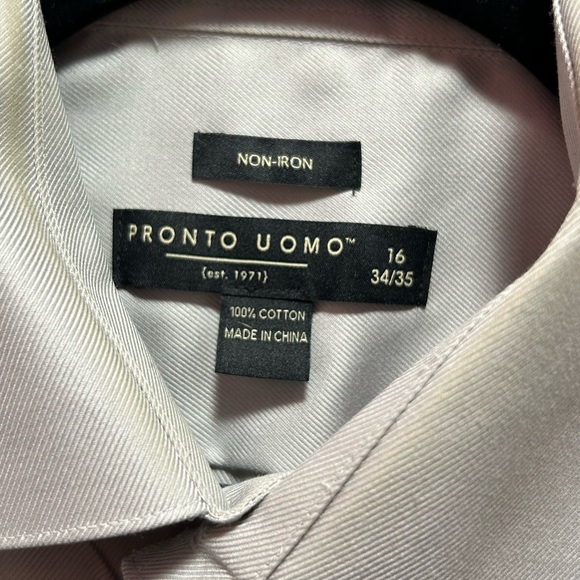 NON-IRON
PRONTO UOMO™ 16
{est. 1971} 34/35
100% COTTON
MADE IN CHINA